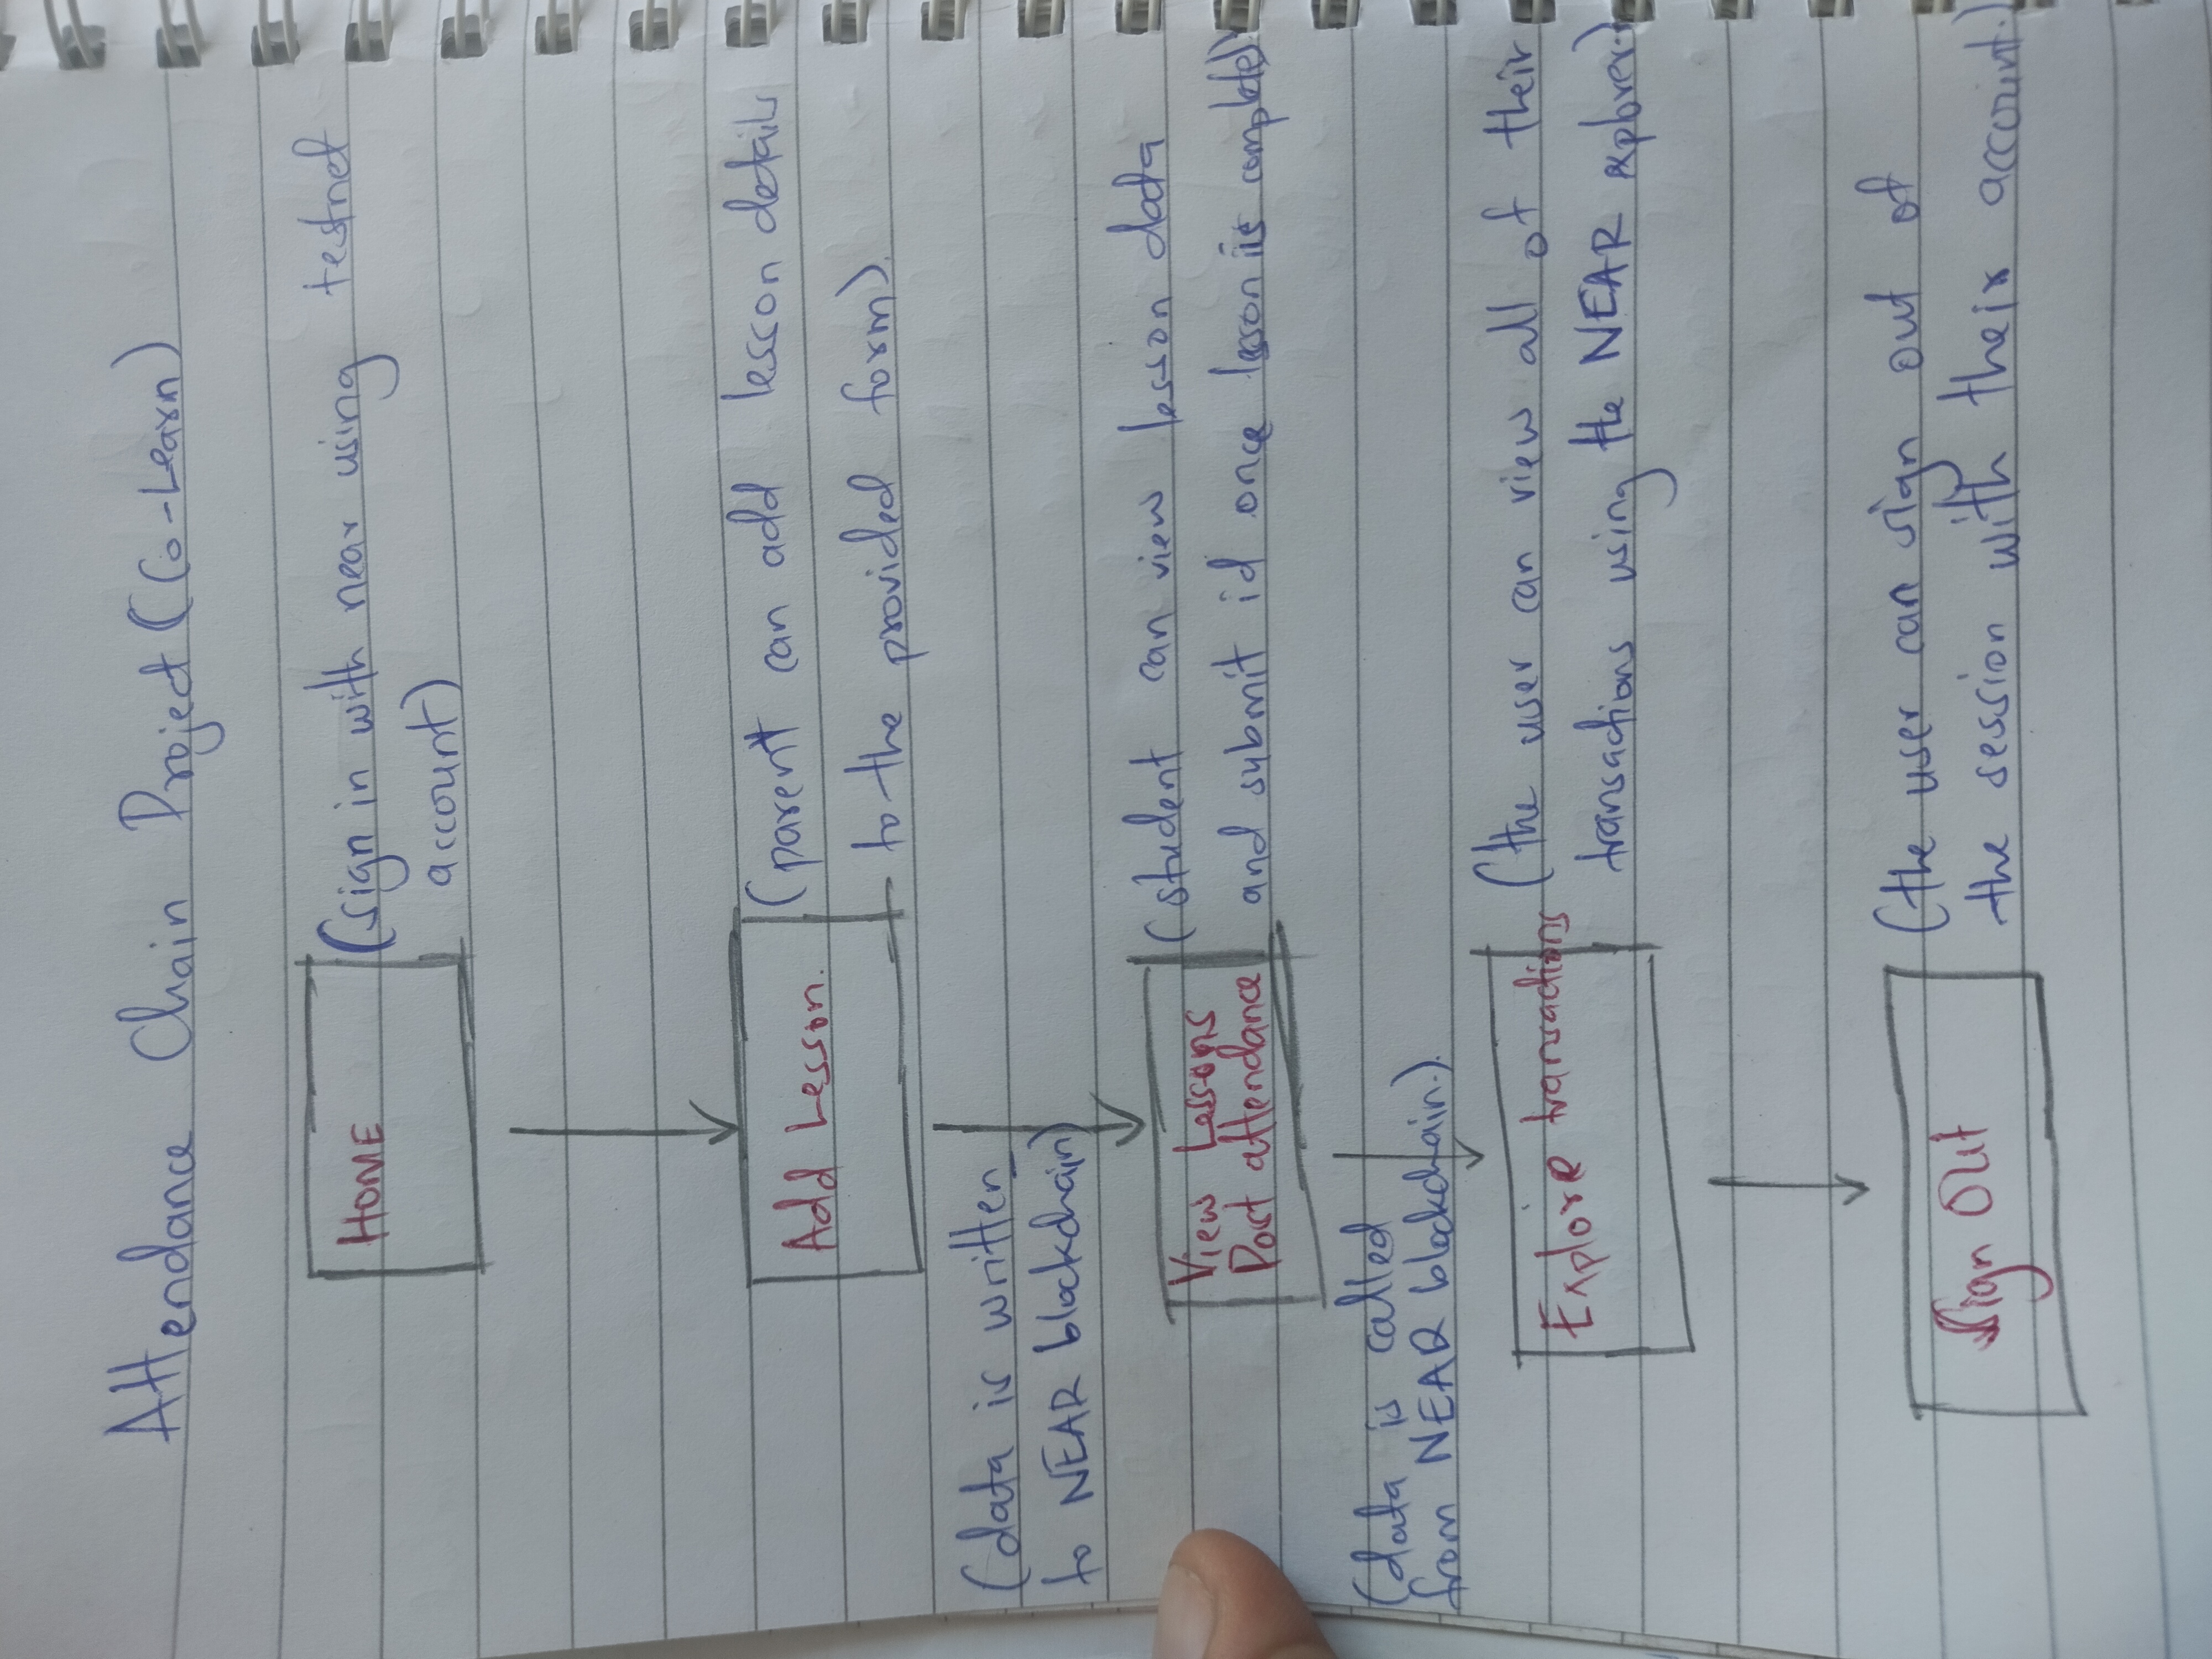 Attendance Chain Project (Co-Learn)
HOME
(sign in with near using testnet
account)
Add Lesson.
(parent can add lesson details
to the provided form).
(data is written
to NEAR blockchain)
View Lessons
Post attendance
(student can view lesson data
and submit id once lesson is complete)
(data is called
from NEAR blockchain.).
Explore transactions
(the user can view all of their
transactions using the NEAR explorer.)
Sign Out
(the user can sign out of
the session with their account.)